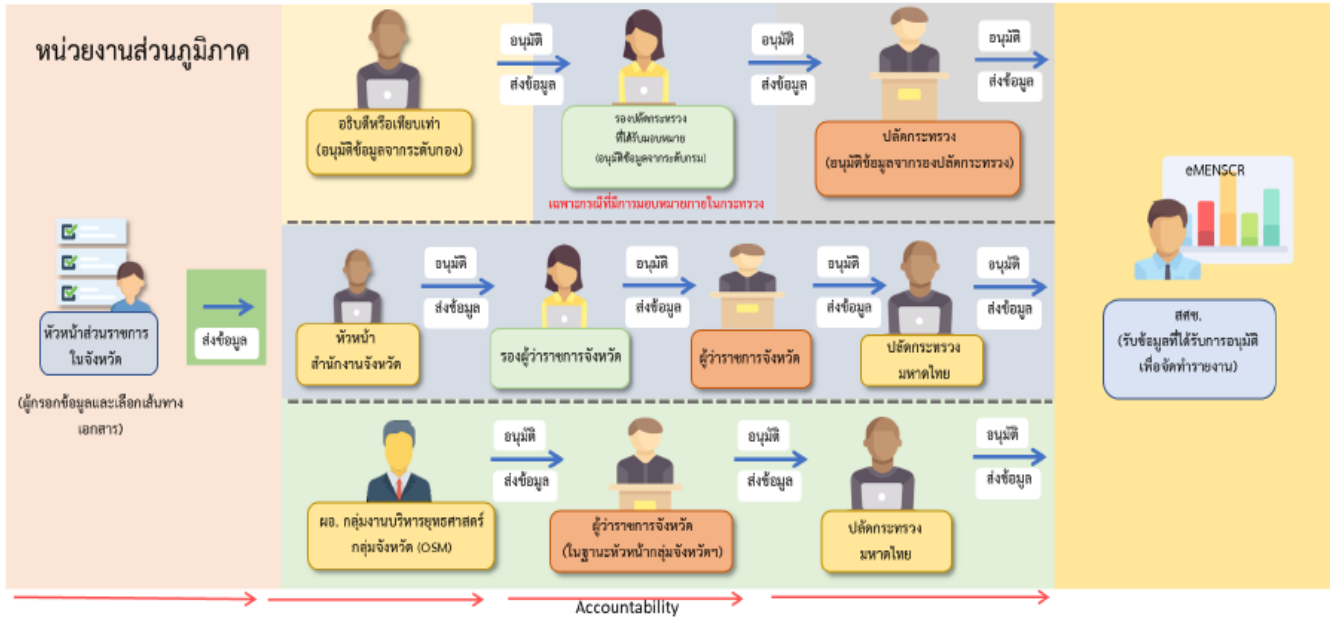 หน่วยงานส่วนภูมิภาค
หัวหน้าส่วนราชการ
ในจังหวัด
(ผู้กรอกข้อมูลและเลือกเส้นทาง
เอกสาร)
ส่งข้อมูล
อธิบดีหรือเทียบเท่า
(อนุมัติข้อมูลจากระดับกอง)
อนุมัติ
ส่งข้อมูล
รองปลัดกระทรวง
ที่ได้รับมอบหมาย
(อนุมัติข้อมูลจากระดับกรม)
เฉพาะกรณีที่มีการมอบหมายภายในกระทรวง
อนุมัติ
ส่งข้อมูล
ปลัดกระทรวง
(อนุมัติข้อมูลจากรองปลัดกระทรวง)
อนุมัติ
ส่งข้อมูล
หัวหน้า
สำนักงานจังหวัด
อนุมัติ
ส่งข้อมูล
รองผู้ว่าราชการจังหวัด
อนุมัติ
ส่งข้อมูล
ผู้ว่าราชการจังหวัด
อนุมัติ
ส่งข้อมูล
ปลัดกระทรวง
มหาดไทย
อนุมัติ
ส่งข้อมูล
ผอ. กลุ่มงานบริหารยุทธศาสตร์
กลุ่มจังหวัด (OSM)
อนุมัติ
ส่งข้อมูล
ผู้ว่าราชการจังหวัด
(ในฐานะหัวหน้ากลุ่มจังหวัดฯ)
อนุมัติ
ส่งข้อมูล
ปลัดกระทรวง
มหาดไทย
อนุมัติ
ส่งข้อมูล
eMENSCR
สศช.
(รับข้อมูลที่ได้รับการอนุมัติ
เพื่อจัดทำรายงาน)
Accountability